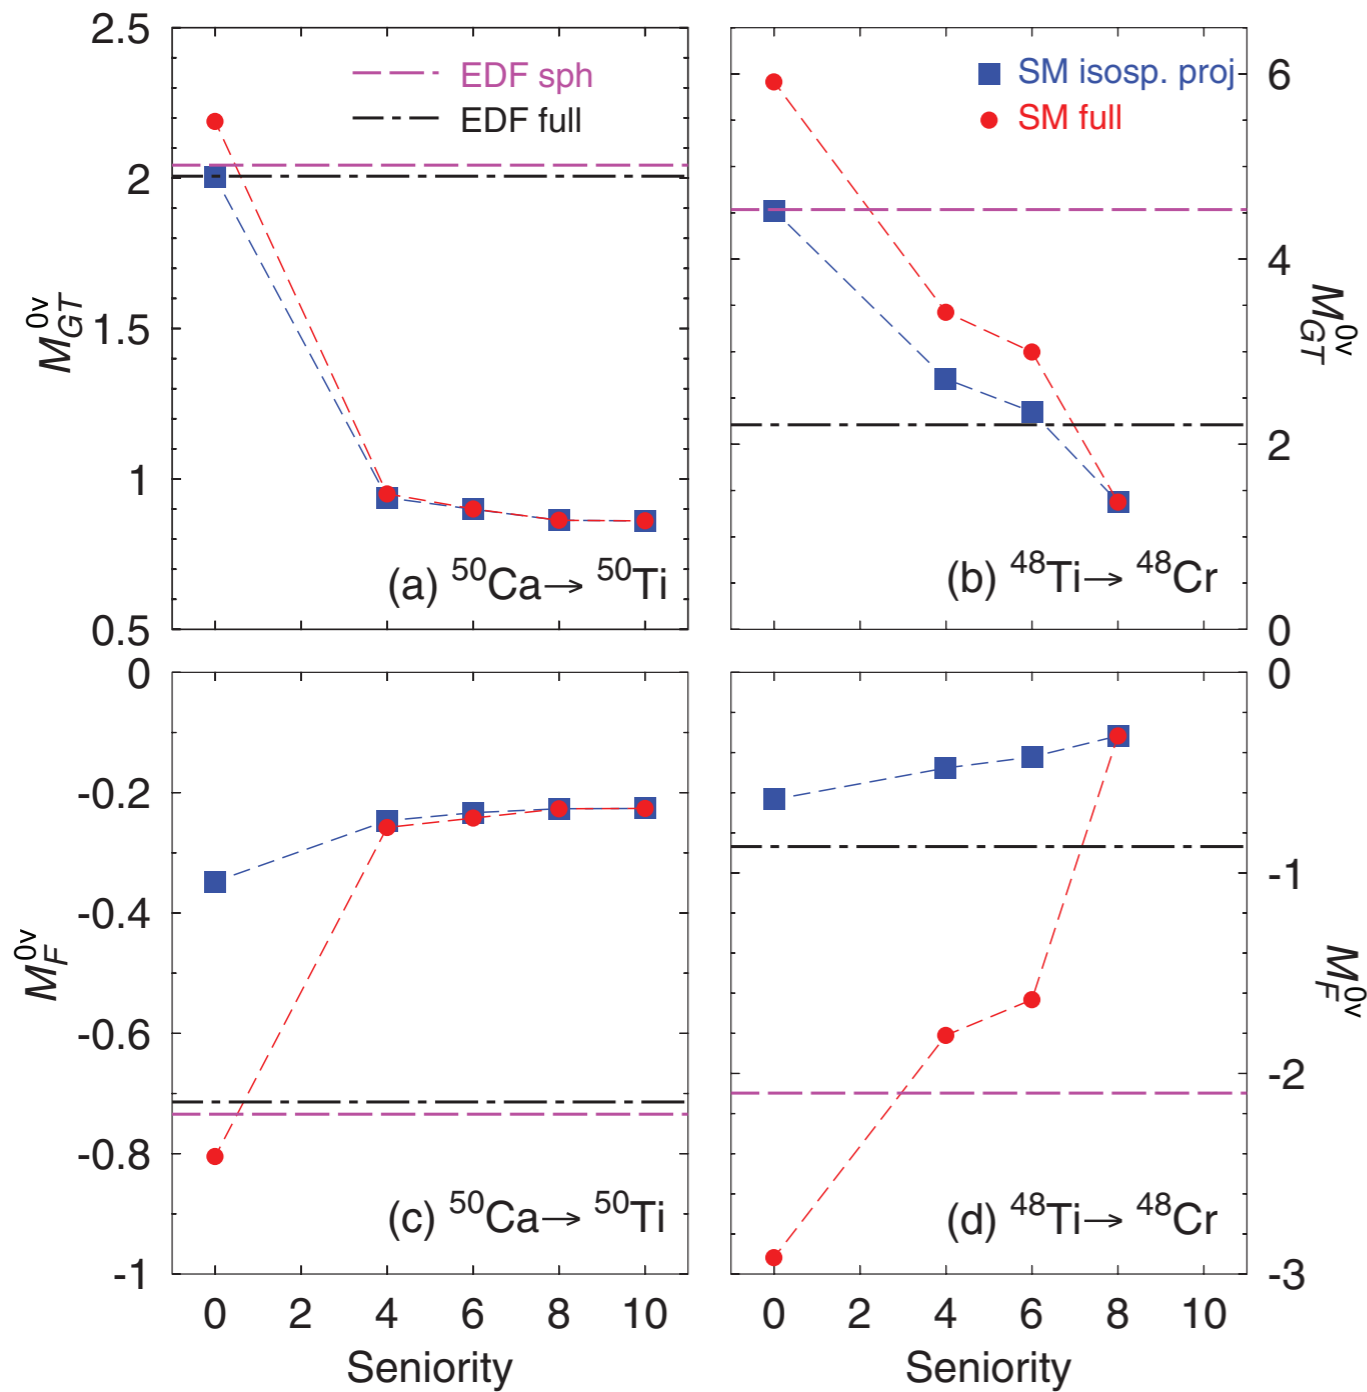 2.5
2
1.5
1
0.5
M_GT^0ν
EDF sph
EDF full
(a) ⁵⁰Ca→ ⁵⁰Ti
6
4
2
0
M_GT^0ν
SM isosp. proj
SM full
(b) ⁴⁸Ti→ ⁴⁸Cr
0
-0.2
-0.4
-0.6
-0.8
-1
M_F^0ν
(c) ⁵⁰Ca→ ⁵⁰Ti
0 2 4 6 8 10
Seniority
0
-1
-2
-3
M_F^0ν
(d) ⁴⁸Ti→ ⁴⁸Cr
0 2 4 6 8 10
Seniority